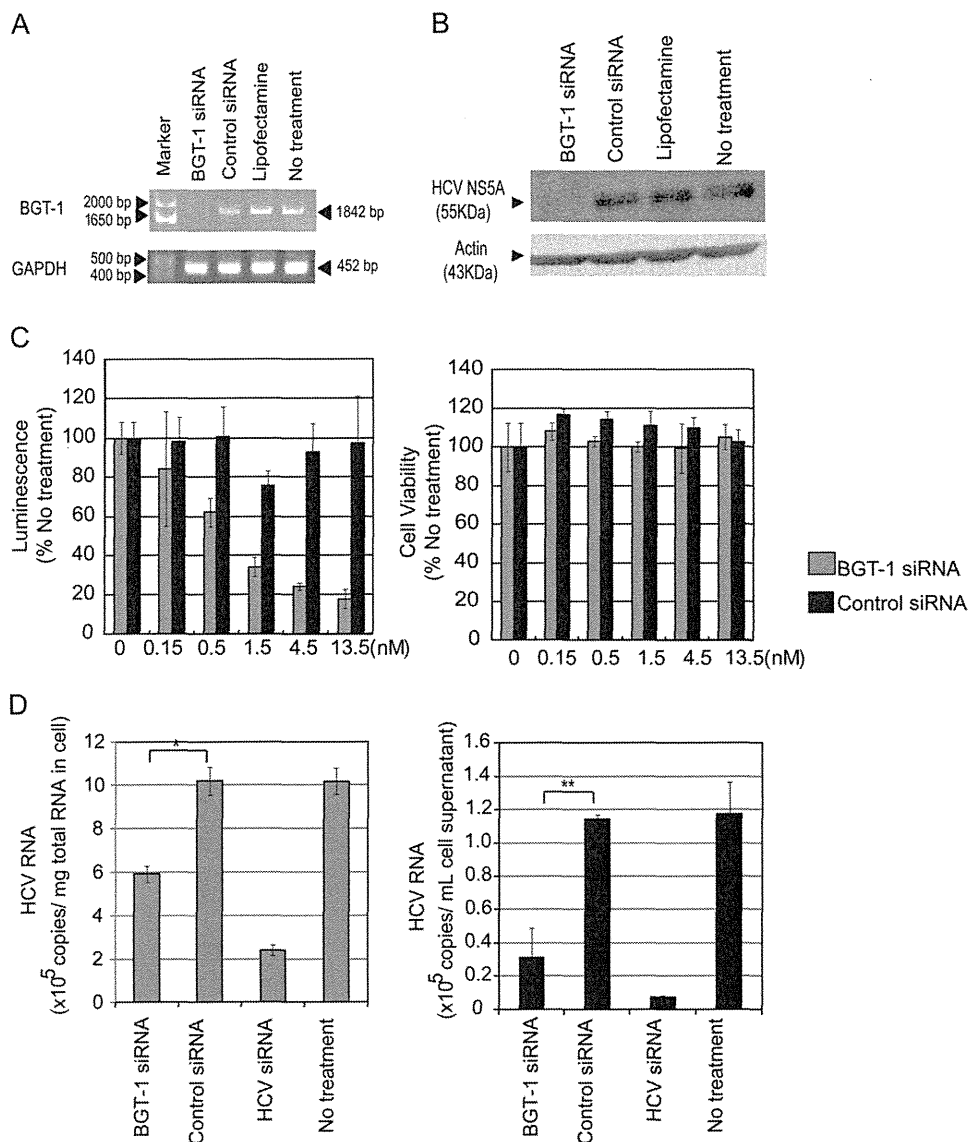 A
Marker
BGT-1 siRNA
Control siRNA
Lipofectamine
No treatment
BGT-1
2000 bp
1650 bp
1842 bp
GAPDH
500 bp
400 bp
452 bp
B
BGT-1 siRNA
Control siRNA
Lipofectamine
No treatment
HCV NS5A
(55KDa)
Actin
(43KDa)
C
Luminescence
(% No treatment)
140
120
100
80
60
40
20
0
0 0.15 0.5 1.5 4.5 13.5(nM)
Cell Viability
(% No treatment)
140
120
100
80
60
40
120
0
0 0.15 0.5 1.5 4.5 13.5(nM)
BGT-1 siRNA
Control siRNA
D
HCV RNA
(x10⁵ copies/ mg total RNA in cell)
12
10
8
6
4
2
0
*
BGT-1 siRNA
Control siRNA
HCV siRNA
No treatment
HCV RNA
(x10⁵ copies/ mL cell supernatant)
1.6
1.4
1.2
1.0
0.8
0.6
0.4
0.2
0
**
BGT-1 siRNA
Control siRNA
HCV siRNA
No treatment